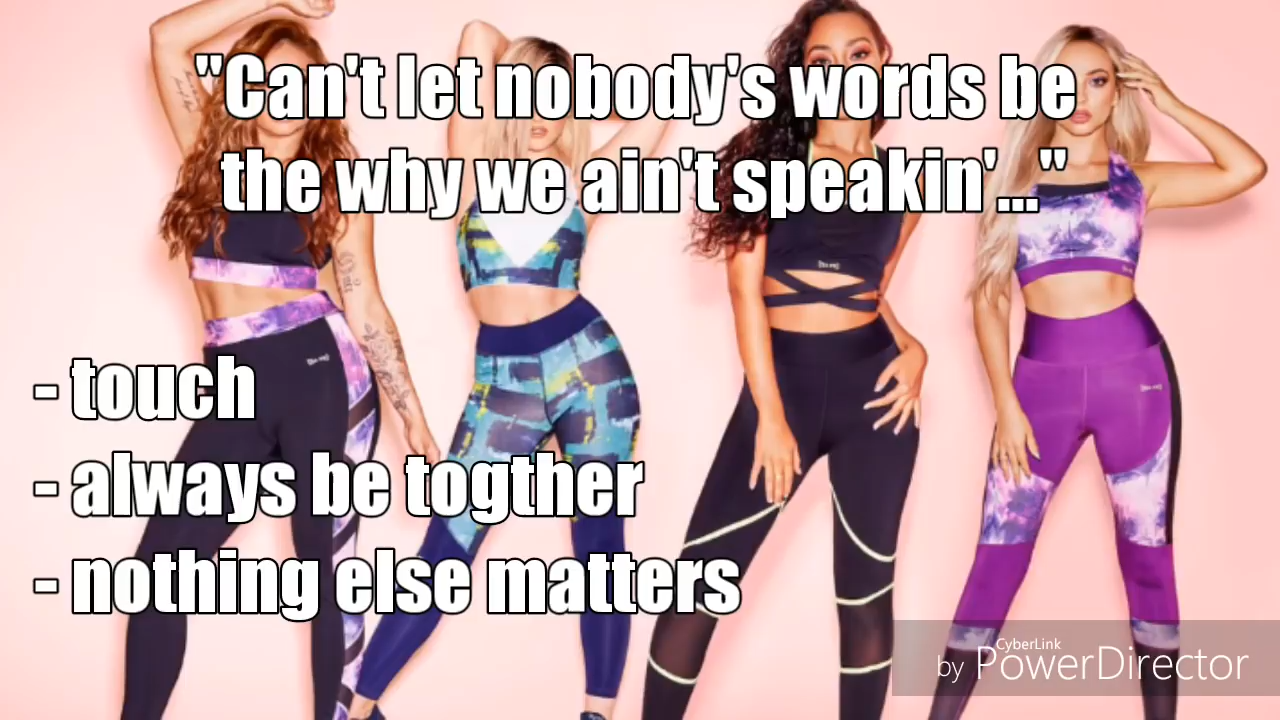 "Can't let nobody's words be
the why we ain't speakin'..."
- touch
- always be togther
- nothing else matters
CyberLink
by PowerDirector